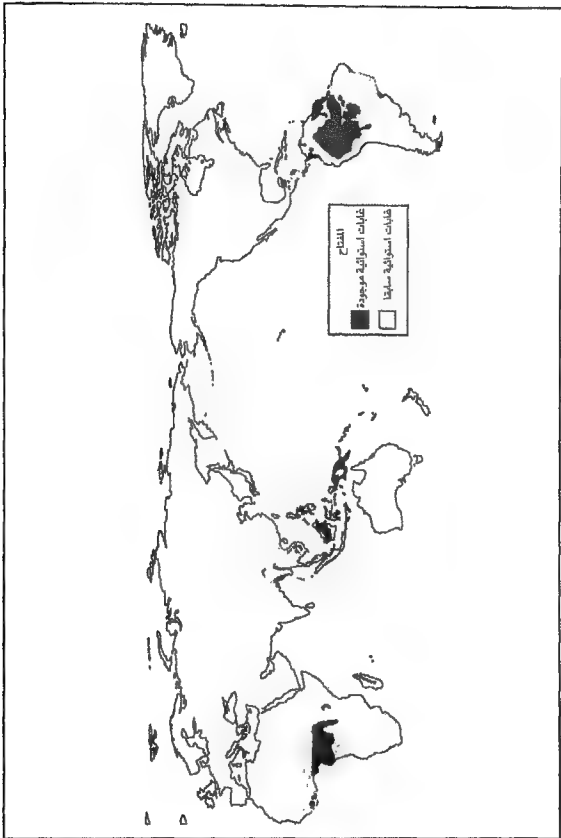 المفتاح
غابات استوائية موجودة
غابات استوائية سابقا